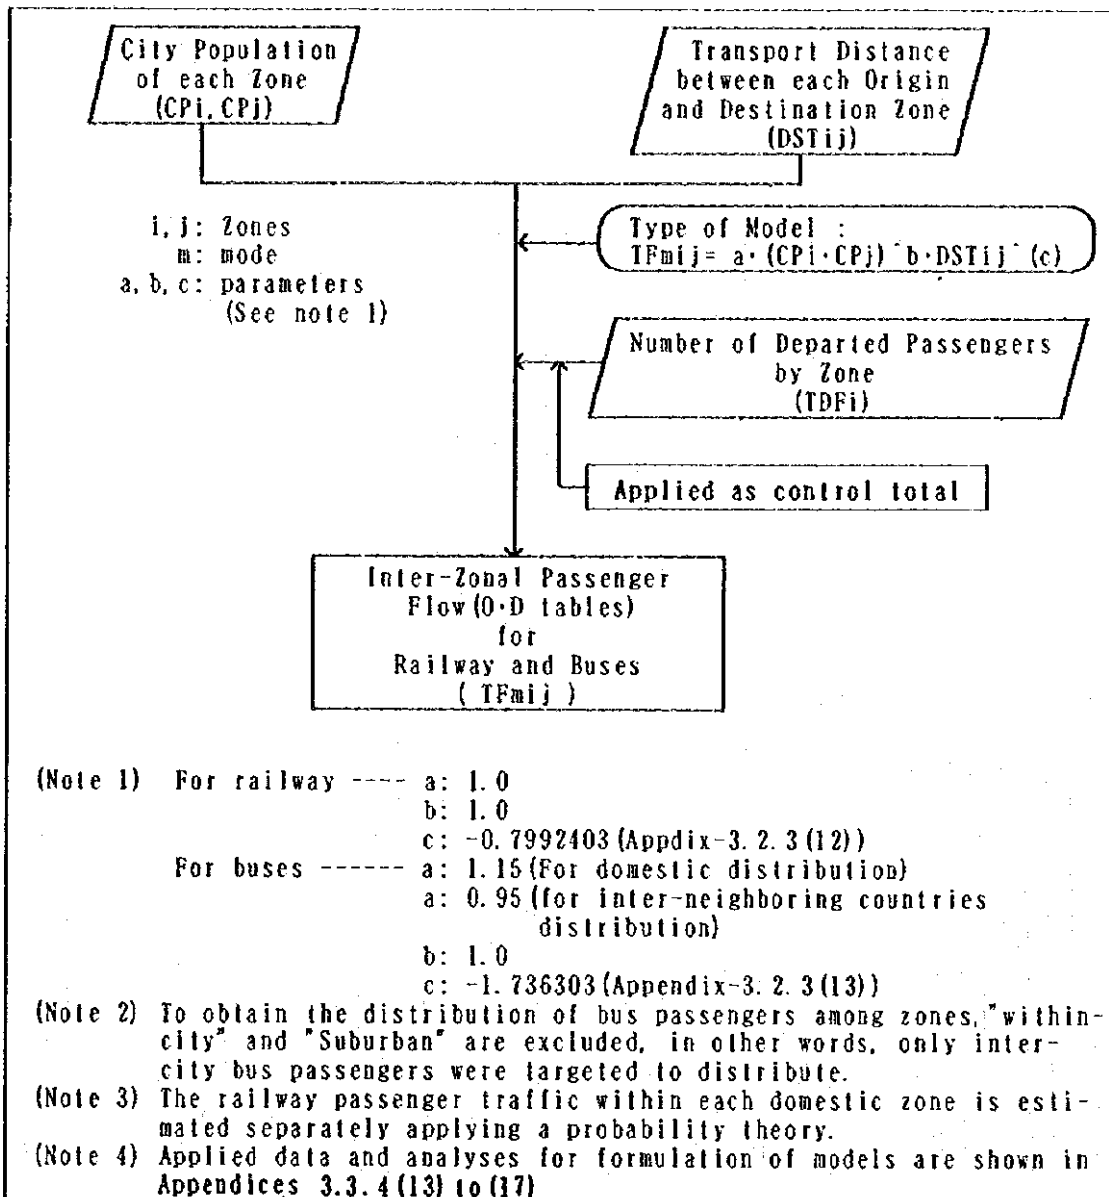 City Population
of each Zone
(CPi, CPj)
Transport Distance
between each Origin
and Destination Zone
(DSTij)
i, j: Zones
m: mode
a, b, c: parameters
(See note 1)
Type of Model :
TFmij= a·(CPi·CPj)^b·DSTij^(c)
Number of Departed Passengers
by Zone
(TDFi)
Applied as control total
Inter-Zonal Passenger
Flow(O·D tables)
for
Railway and Buses
( TFmij )
(Note 1) For railway ---- a: 1.0
b: 1.0
c: -0.7992403(Appdix-3.2.3(12))
For buses ------ a: 1.15(For domestic distribution)
a: 0.95(for inter-neighboring countries
distribution)
b: 1.0
c: -1.736303(Appendix-3.2.3(13))
(Note 2) To obtain the distribution of bus passengers among zones,"within-
city" and "Suburban" are excluded, in other words, only inter-
city bus passengers were targeted to distribute.
(Note 3) The railway passenger traffic within each domestic zone is esti-
mated separately applying a probability theory.
(Note 4) Applied data and analyses for formulation of models are shown in
Appendices 3.3.4(13) to (17)